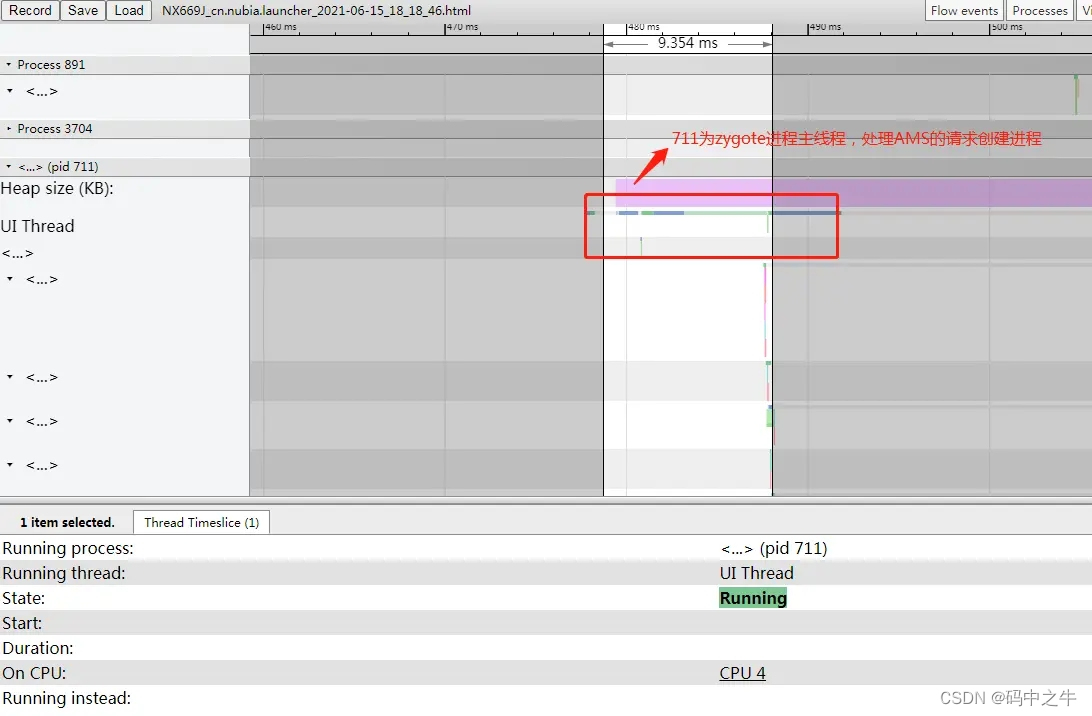 Record Save Load NX669J_cn.nubia.launcher_2021-06-15_18_18_46.html Flow events Processes Vi
460 ms 470 ms 480 ms 490 ms 500 ms
9.354 ms
Process 891
<...>
Process 3704
711为zygote进程主线程，处理AMS的请求创建进程
<...> (pid 711)
Heap size (KB):
UI Thread
<...>
<...>
<...>
<...>
<...>
1 item selected. Thread Timeslice (1)
Running process: <...> (pid 711)
Running thread: UI Thread
State: Running
Start:
Duration:
On CPU: CPU 4
Running instead:
CSDN @码中之牛